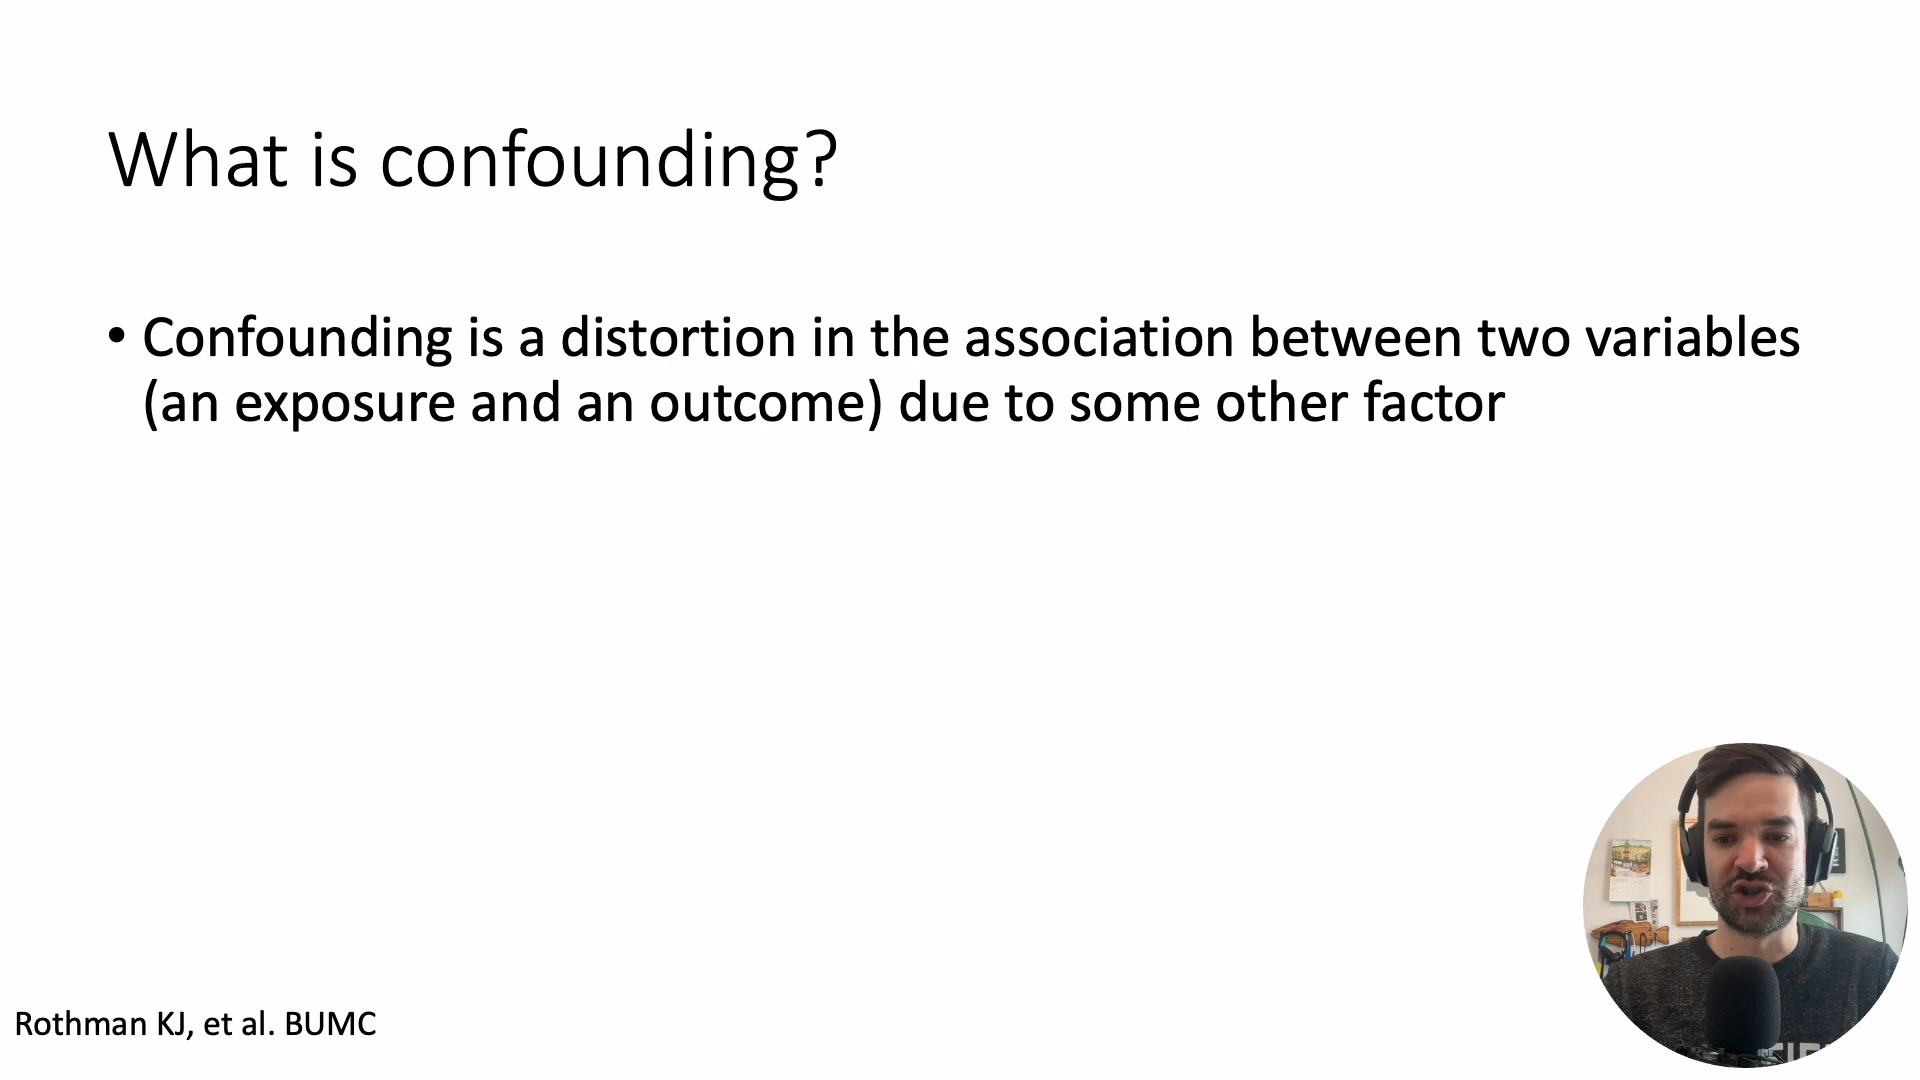 What is confounding?
• Confounding is a distortion in the association between two variables
(an exposure and an outcome) due to some other factor
Rothman KJ, et al. BUMC